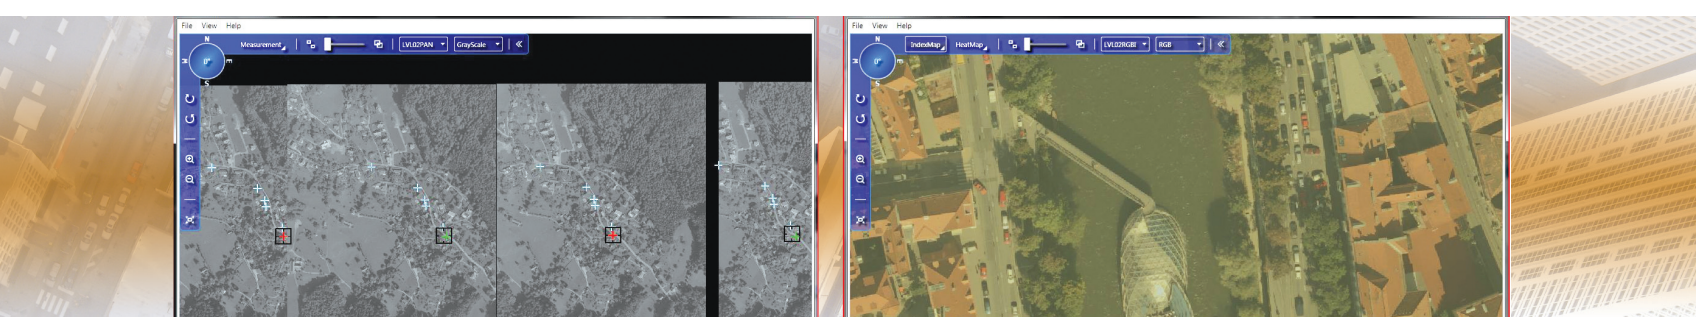 File View Help
N
Measurement
LVL02PAN
GrayScale
0°
W
E
S
File View Help
IndexMap
HeatMap
LVL02RGBI
RGB
0°